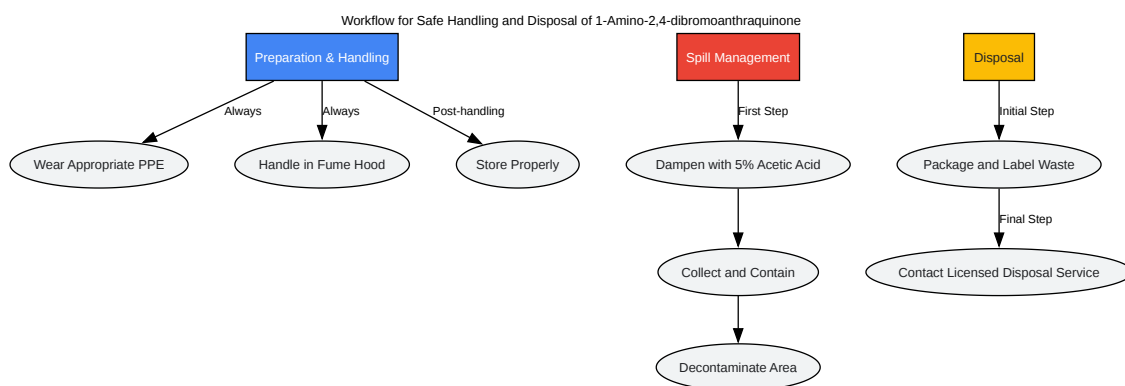 Workflow for Safe Handling and Disposal of 1-Amino-2,4-dibromoanthraquinone
Preparation & Handling
Spill Management
Disposal
Always
Always
Post-handling
First Step
Initial Step
Wear Appropriate PPE
Handle in Fume Hood
Store Properly
Dampen with 5% Acetic Acid
Package and Label Waste
Final Step
Collect and Contain
Contact Licensed Disposal Service
Decontaminate Area